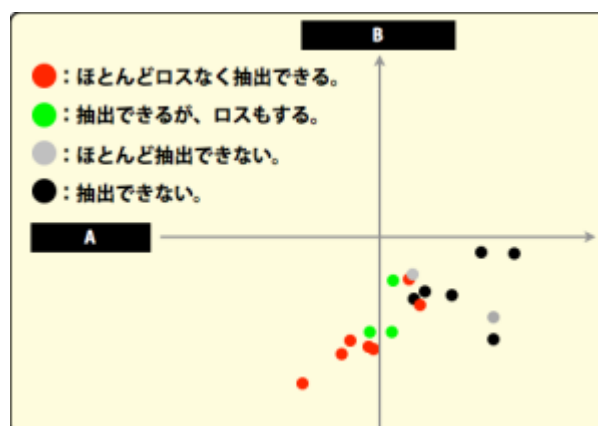 B
：ほとんどロスなく抽出できる。
：抽出できるが、ロスもする。
：ほとんど抽出できない。
：抽出できない。
A